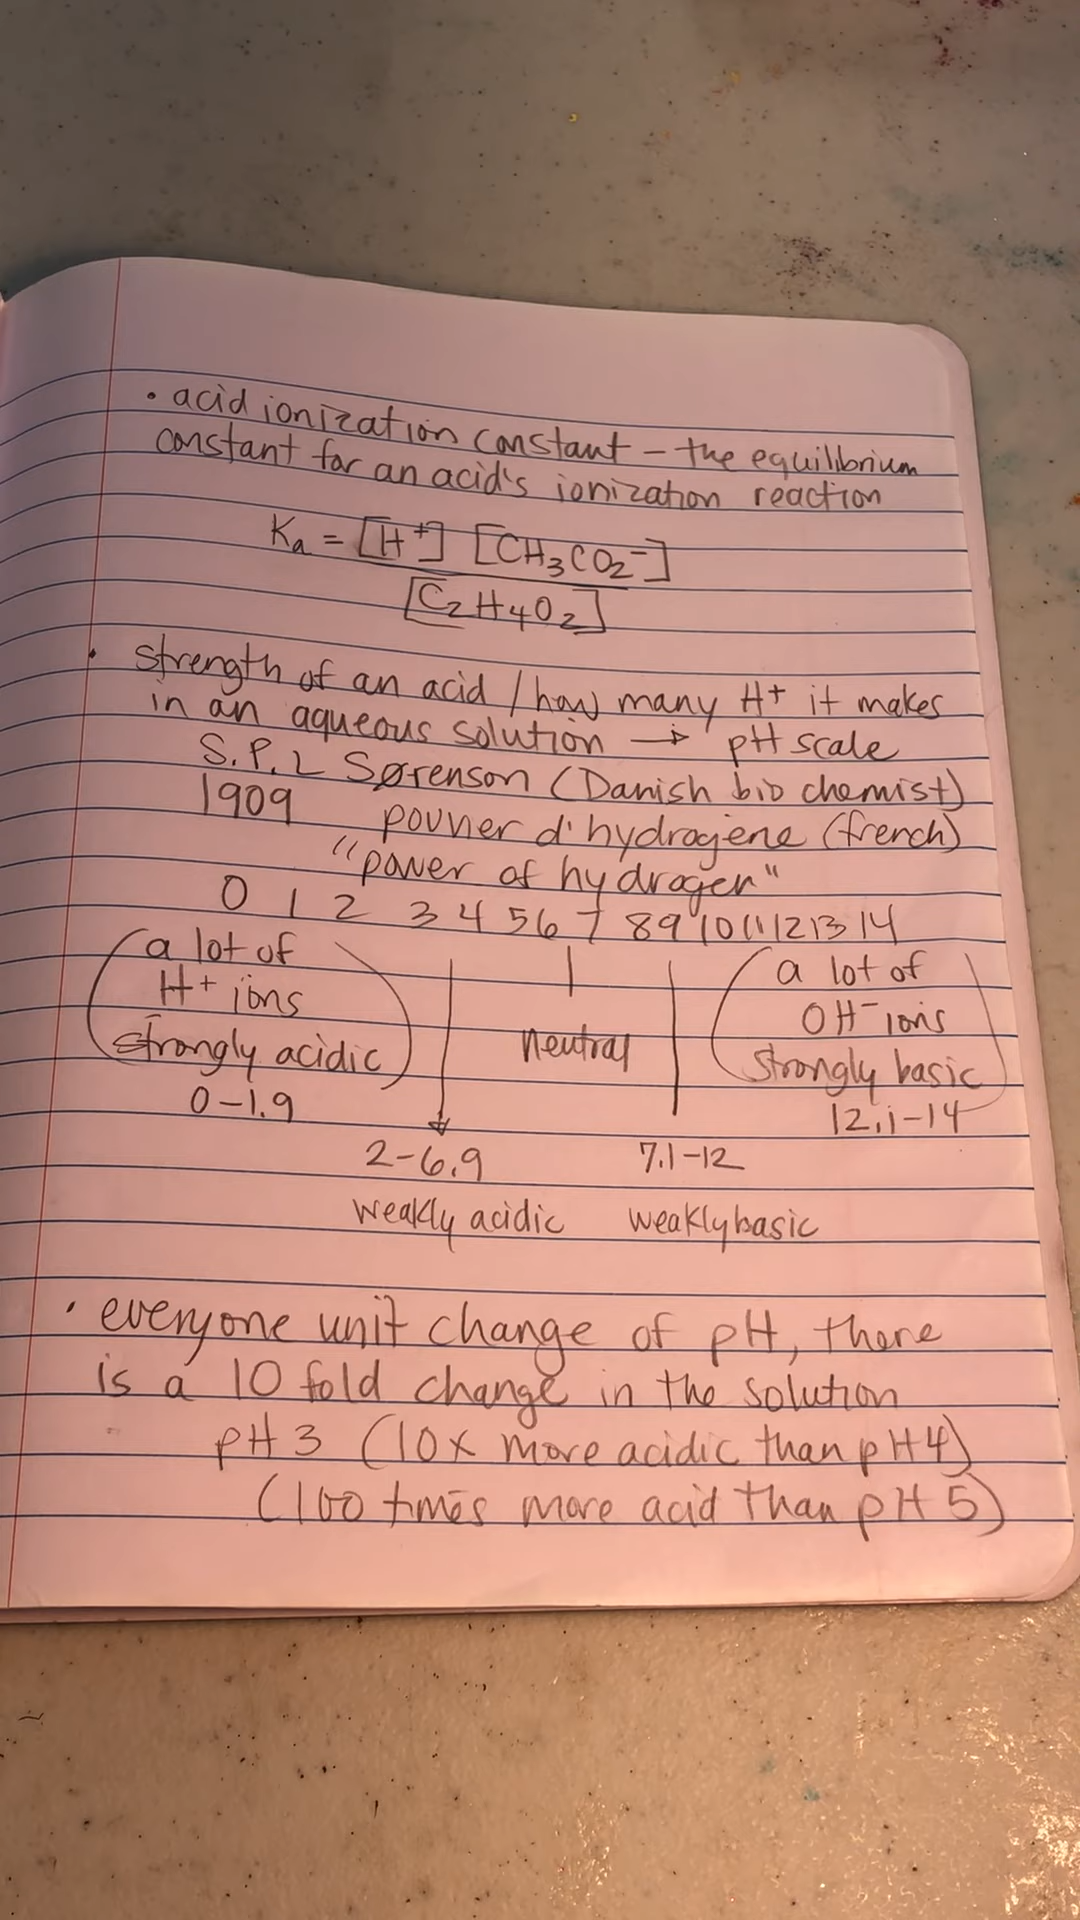 • acid ionization constant – the equilibrium
constant for an acid's ionization reaction
Ka = [H+] [CH3CO2-]
[C2H4O2]
• strength of an acid / how many H+ it makes
in an aqueous solution → pH scale
S.P.L Sørenson (Danish bio chemist)
1909 pouver d'hydrogène (french)
"power of hydrogen"
0 1 2 3 4 5 6 7 8 9 10 11 12 13 14
a lot of
H+ ions
strongly acidic
0-1.9
neutral
a lot of
OH- ions
strongly basic
12.1-14
2-6.9 7.1-12
weakly acidic weakly basic
• everyone unit change of pH, there
is a 10 fold change in the solution
pH 3 (10x more acidic than pH4)
(100 times more acid than pH 5)